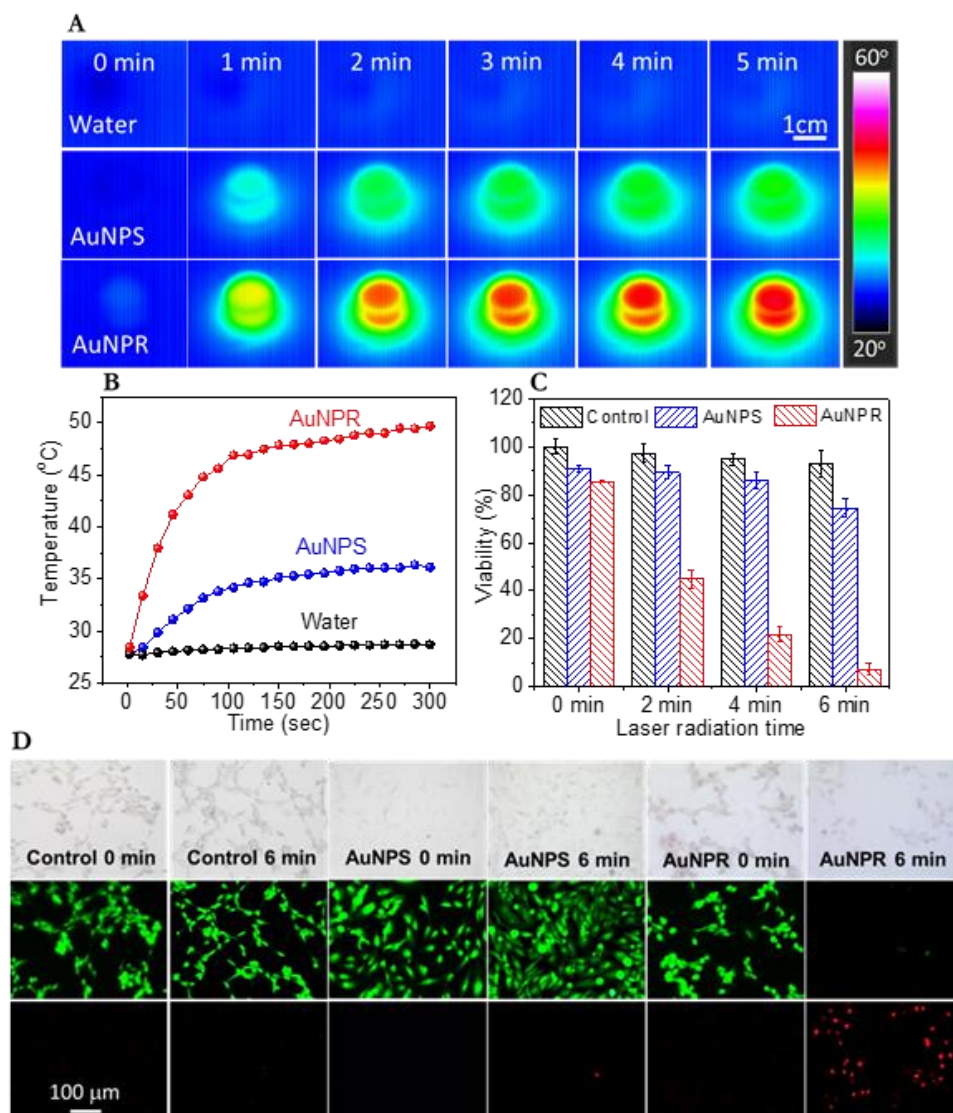 A
0 min 1 min 2 min 3 min 4 min 5 min 60°
Water 1cm
AuNPS
AuNPR 20°
B C
Temperature (°C)
50
45
40
35
30
25
AuNPR
AuNPS
Water
0 50 100 150 200 250 300
Time (sec)
Viability (%)
120
100
80
60
40
20
0
Control AuNPS AuNPR
0 min 2 min 4 min 6 min
Laser radiation time
D
Control 0 min Control 6 min AuNPS 0 min AuNPS 6 min AuNPR 0 min AuNPR 6 min
100 μm